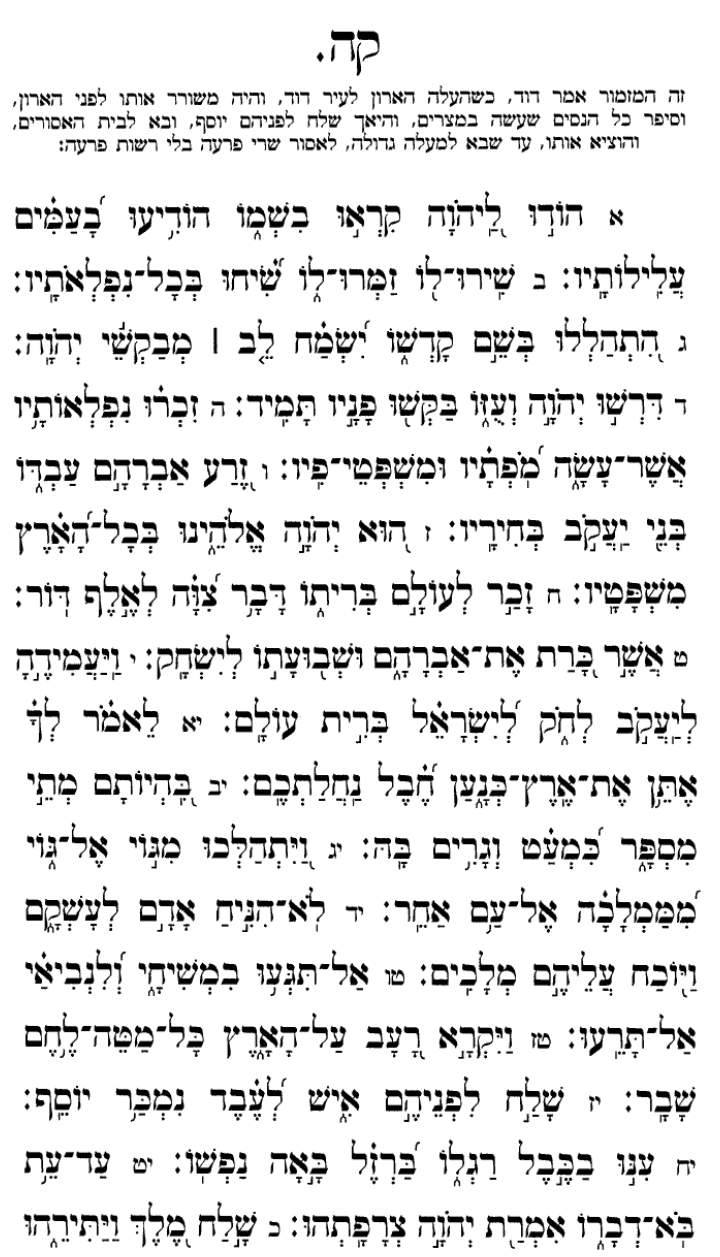 קה.
זה המזמור אמר דוד, כשהעלה הארון לעיר דוד, והיה משורר אותו לפני הארון,
וסיפר כל הנסים שעשה במצרים, והיאך שלח לפניהם יוסף, ובא לבית האסורים,
והוציא אותו, עד שבא למעלה גדולה, לאסור שרי פרעה בלי רשות פרעה:
א הוֹד֣וּ לַ֭יהֹוָה קִרְא֣וּ בִשְׁמ֑וֹ הוֹדִ֥יעוּ בָ֝עַמִּ֗ים
עֲלִֽילוֹתָֽיו: ב שִֽׁירוּ־ל֭וֹ זַמְּרוּ־ל֑וֹ שִׂ֝֗יחוּ בְּכָל־נִפְלְאֹתָֽיו:
ג הִ֭תְהַלְלוּ בְּשֵׁ֣ם קָדְשׁ֑וֹ יִ֝שְׂמַ֗ח לֵ֤ב | מְבַקְשֵׁ֬י יְהֹוָֽה:
ד דִּרְשׁ֣וּ יְהֹוָ֣ה וְעֻזּ֑וֹ בַּקְּשׁ֖וּ פָנָ֣יו תָּמִֽיד: ה זִכְר֗וּ נִפְלְאוֹתָ֥יו
אֲשֶׁר־עָשָׂ֑ה מֹ֝פְתָ֗יו וּמִשְׁפְּטֵי־פִֽיו: ו זֶ֭רַע אַבְרָהָ֣ם עַבְדּ֑וֹ
בְּנֵ֖י יַעֲקֹ֣ב בְּחִירָֽיו: ז ה֭וּא יְהֹוָ֣ה אֱלֹהֵ֑ינוּ בְּכָל־הָ֝אָ֗רֶץ
מִשְׁפָּטָֽיו: ח זָכַ֣ר לְעוֹלָ֣ם בְּרִית֑וֹ דָּבָ֥ר צִ֝וָּ֗ה לְאֶ֣לֶף דּֽוֹר:
ט אֲשֶׁ֣ר כָּ֭רַת אֶת־אַבְרָהָ֑ם וּשְׁב֖וּעָת֣וֹ לְיִשְׂחָֽק: י וַיַּֽעֲמִידֶ֣הָ
לְיַֽעֲקֹ֣ב לְחֹ֑ק לְ֝יִשְׂרָאֵ֗ל בְּרִ֣ית עוֹלָֽם: יא לֵאמֹ֗ר לְךָ֗
אֶתֵּ֥ן אֶת־אֶֽרֶץ־כְּנָ֑עַן חֶ֝֗בֶל נַֽחֲלַתְכֶֽם: יב בִּֽ֭הְיוֹתָם מְתֵ֣י
מִסְפָּ֑ר כִּ֝מְעַ֗ט וְגָרִ֥ים בָּֽהּ: יג וַֽ֭יִּתְהַלְּכוּ מִגּ֣וֹי אֶל־גּ֑וֹי
מִ֝מַּמְלָכָ֗ה אֶל־עַ֥ם אַחֵֽר: יד לֹֽא־הִנִּ֣יחַ אָדָ֣ם לְעָשְׁקָ֑ם
וַיּ֖וֹכַח עֲלֵיהֶ֣ם מְלָכִֽים: טו אַל־תִּגְּע֥וּ בִמְשִׁיחָ֑י וְ֝לִנְבִיאַ֗י
אַל־תָּרֵֽעוּ: טז וַיִּקְרָ֣א רָ֭עָב עַל־הָאָ֑רֶץ כָּֽל־מַטֵּה־לֶ֥חֶם
שָׁבָֽר: יז שָׁלַ֣ח לִפְנֵיהֶ֣ם אִ֑ישׁ לְ֝עֶ֗בֶד נִמְכַּ֥ר יוֹסֵֽף:
יח עִנּ֣וּ בַכֶּ֣בֶל רַגְל֑וֹ בַּ֝רְזֶ֗ל בָּ֣אָה נַפְשֽׁוֹ: יט עַד־עֵ֥ת
בֹּֽא־דְבָר֑וֹ אִמְרַ֖ת יְהֹוָ֣ה צְרָפָֽתְהוּ: כ שָׁ֣לַח מֶ֭לֶךְ וַיַּתִּירֵ֑הוּ